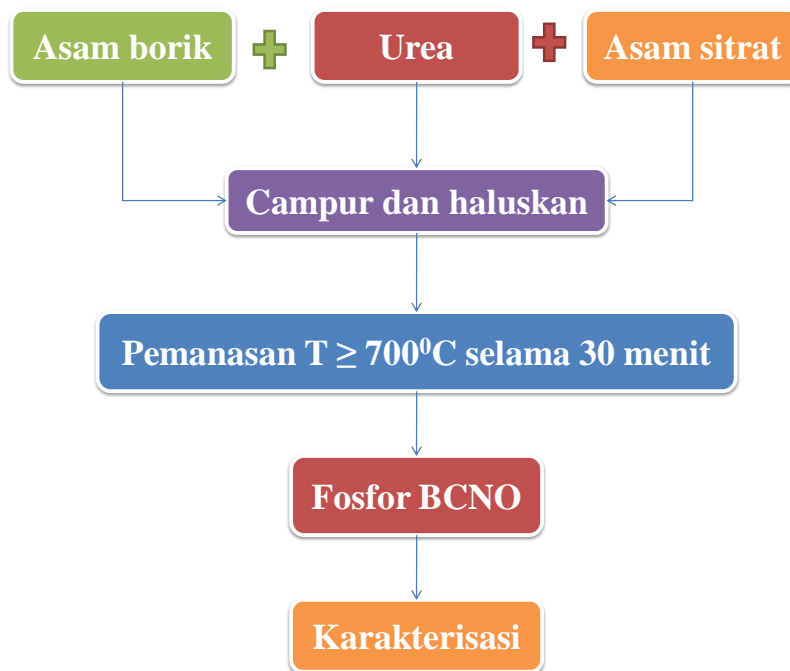 Asam borik
Urea
Asam sitrat
Campur dan haluskan
Pemanasan T ≥ 700⁰C selama 30 menit
Fosfor BCNO
Karakterisasi